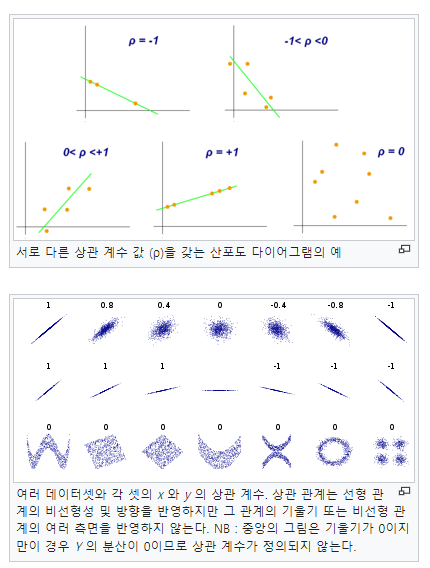 ρ = -1
-1< ρ <0
0< ρ <+1
ρ = +1
ρ = 0
서로 다른 상관 계수 값 (ρ)을 갖는 산포도 다이어그램의 예
1 0.8 0.4 0 -0.4 -0.8 -1
1 1 1 -1 -1 -1
0 0 0 0 0 0 0
여러 데이터셋와 각 셋의 x 와 y 의 상관 계수. 상관 관계는 선형 관
계의 비선형성 및 방향을 반영하지만 그 관계의 기울기 또는 비선형 관
계의 여러 측면을 반영하지 않는다. NB : 중앙의 그림은 기울기가 0이지
만이 경우 Y 의 분산이 0이므로 상관 계수가 정의되지 않는다.